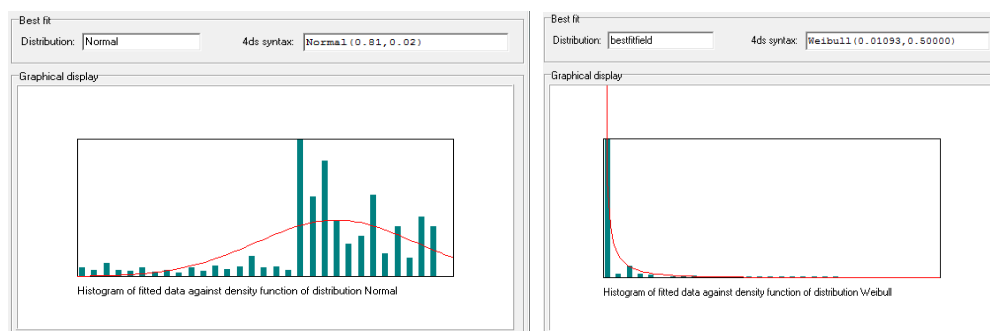 Best fit
Distribution: Normal 4ds syntax: Normal(0.81,0.02)
Graphical display
Histogram of fitted data against density function of distribution Normal
Best fit
Distribution: bestfitfield 4ds syntax: Weibull(0.01093,0.50000)
Graphical display
Histogram of fitted data against density function of distribution Weibull